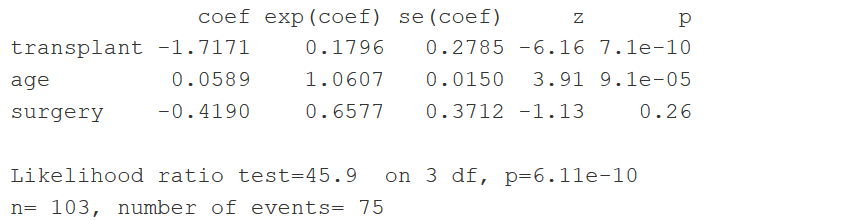 coef exp(coef) se(coef) z p
transplant -1.7171 0.1796 0.2785 -6.16 7.1e-10
age 0.0589 1.0607 0.0150 3.91 9.1e-05
surgery -0.4190 0.6577 0.3712 -1.13 0.26
Likelihood ratio test=45.9 on 3 df, p=6.11e-10
n= 103, number of events= 75